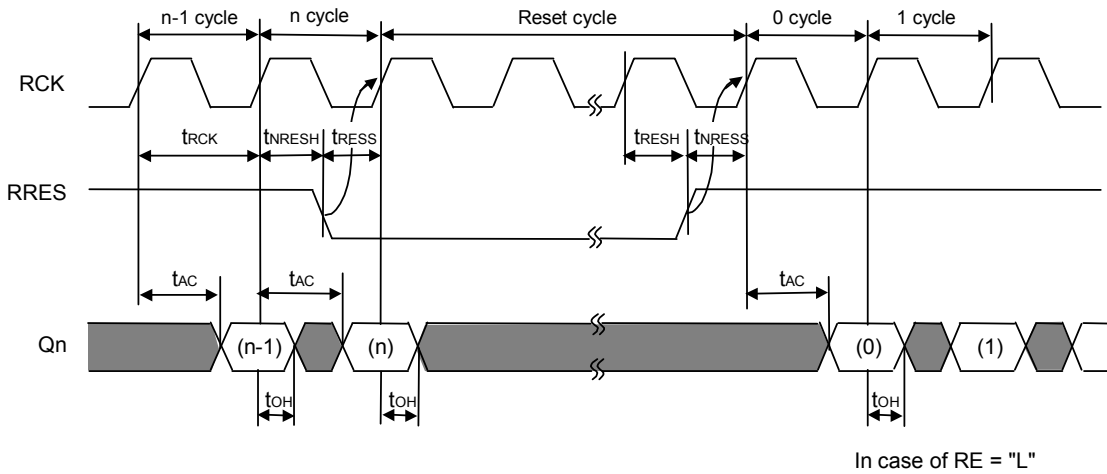 n-1 cycle n cycle Reset cycle 0 cycle 1 cycle
RCK
tRCK tNRESH tRESS tRESH tNRESS
RRES
tAC tAC tAC
Qn (n-1) (n) (0) (1)
tOH tOH tOH
In case of RE = "L"